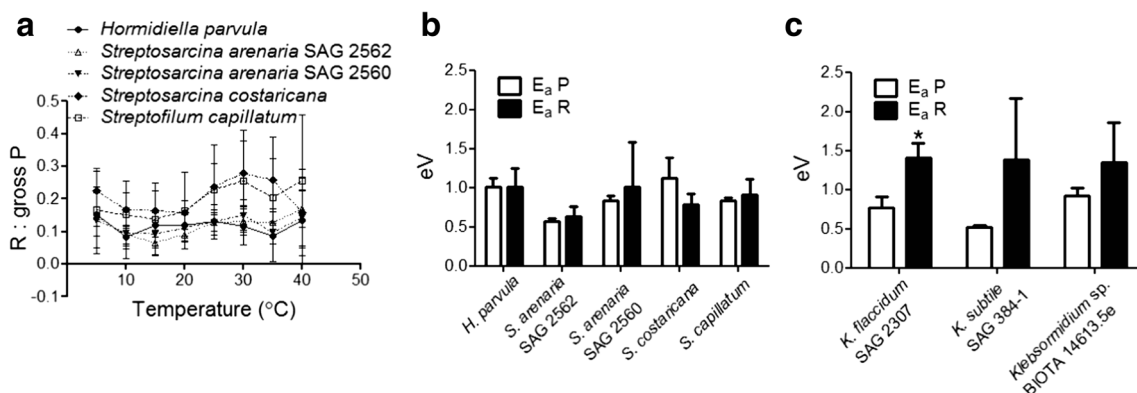 a
Hormidiella parvula
Streptosarcina arenaria SAG 2562
Streptosarcina arenaria SAG 2560
Streptosarcina costaricana
Streptofilum capillatum
R : gross P
0.5
0.4
0.3
0.2
0.1
0.0
-0.1
10
20
30
40
50
Temperature (°C)
b
Ea P
Ea R
eV
2.5
2.0
1.5
1.0
0.5
0.0
H. parvula
S. arenaria
SAG 2562
S. arenaria
SAG 2560
S. costaricana
S. capillatum
c
Ea P
Ea R
eV
2.5
2.0
1.5
1.0
0.5
0.0
*
K. flaccidum
SAG 2307
K. subtile
SAG 384-1
Klebsormidium sp.
BIOTA 14613.5e